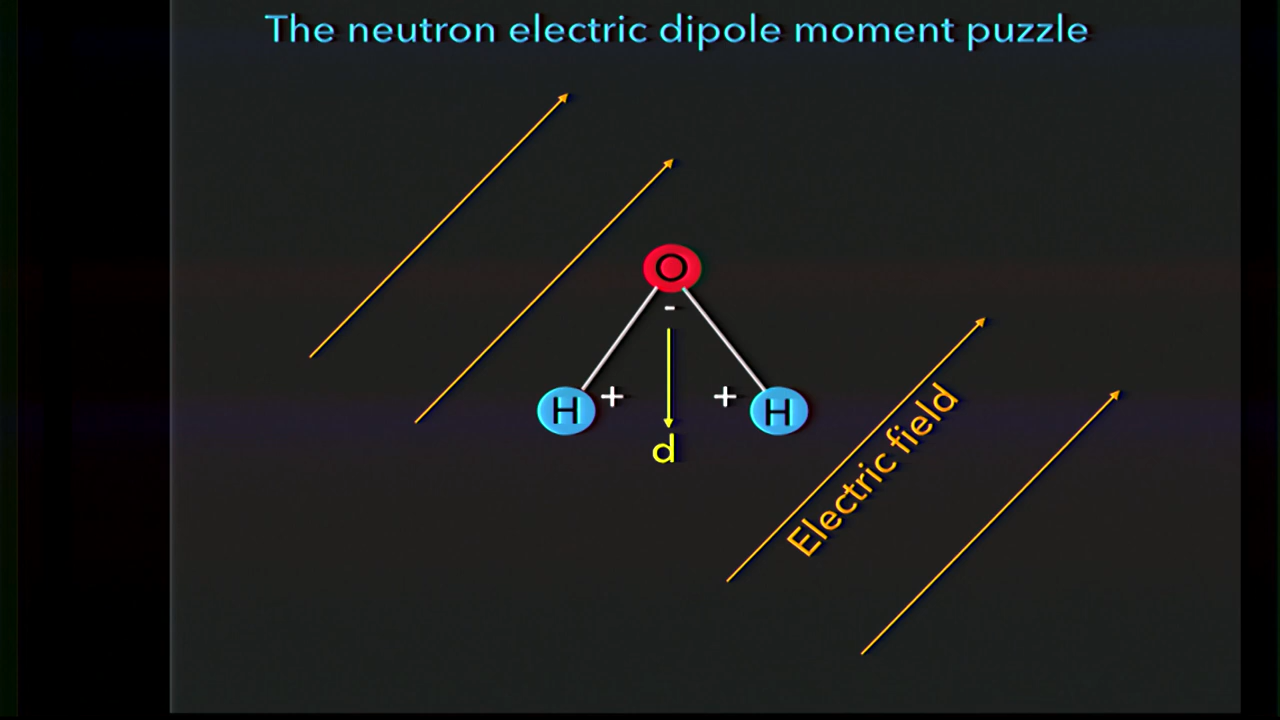 The neutron electric dipole moment puzzle
O
-
H + + H
d
Electric field